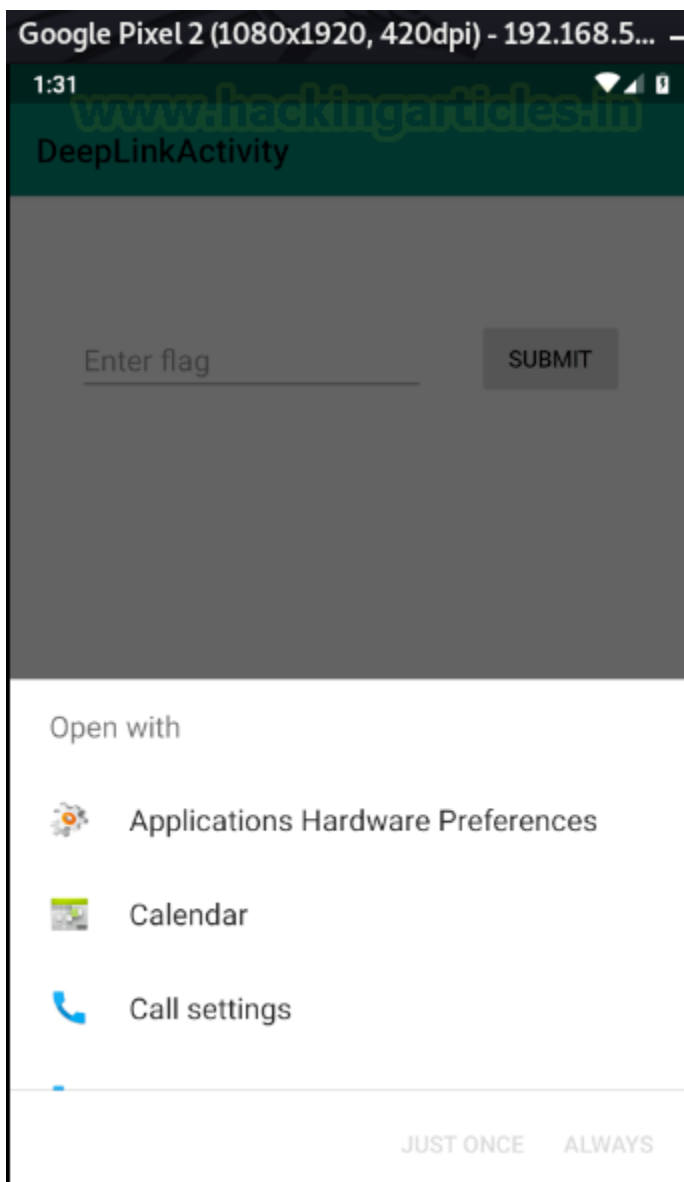 Google Pixel 2 (1080x1920, 420dpi) - 192.168.5...
1:31
www.hackingarticles.in
DeepLinkActivity
Enter flag
SUBMIT
Open with
Applications Hardware Preferences
Calendar
Call settings
JUST ONCE
ALWAYS